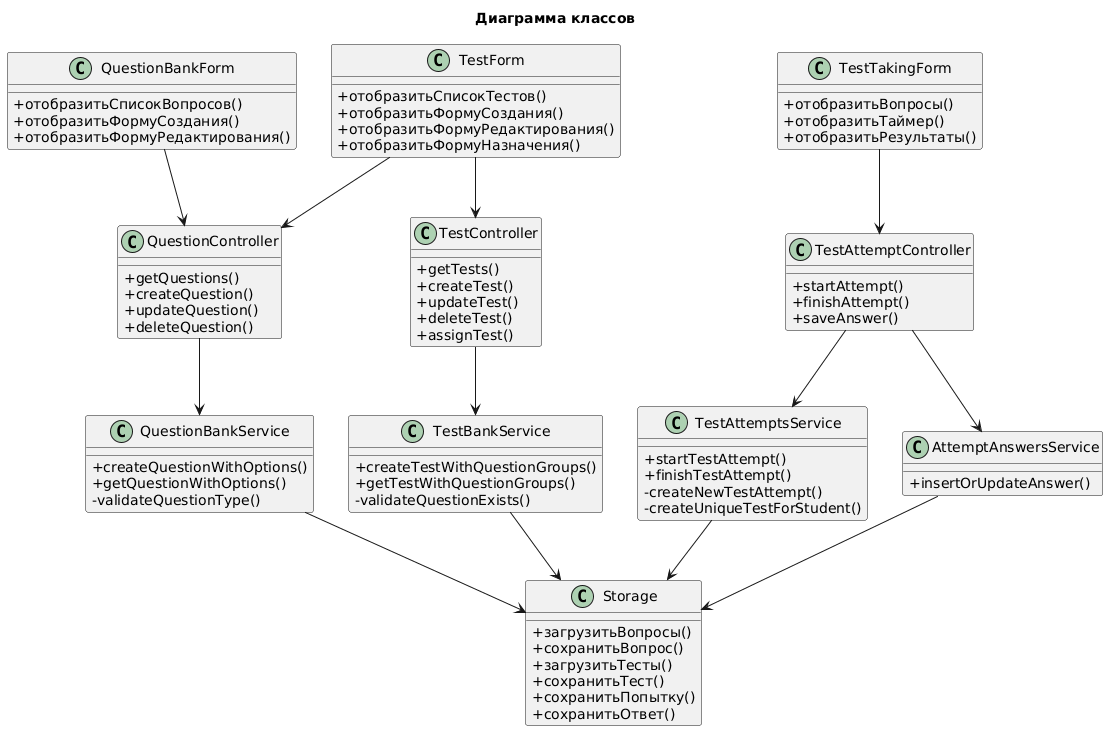 Диаграмма классов
C QuestionBankForm
+отобразитьСписокВопросов()
+отобразитьФормуСоздания()
+отобразитьФормуРедактирования()
C TestForm
+отобразитьСписокТестов()
+отобразитьФормуСоздания()
+отобразитьФормуРедактирования()
+отобразитьФормуНазначения()
C TestTakingForm
+отобразитьВопросы()
+отобразитьТаймер()
+отобразитьРезультаты()
C QuestionController
+getQuestions()
+createQuestion()
+updateQuestion()
+deleteQuestion()
C TestController
+getTests()
+createTest()
+updateTest()
+deleteTest()
+assignTest()
C TestAttemptController
+startAttempt()
+finishAttempt()
+saveAnswer()
C QuestionBankService
+createQuestionWithOptions()
+getQuestionWithOptions()
-validateQuestionType()
C TestBankService
+createTestWithQuestionGroups()
+getTestWithQuestionGroups()
-validateQuestionExists()
C TestAttemptsService
+startTestAttempt()
+finishTestAttempt()
-createNewTestAttempt()
-createUniqueTestForStudent()
C AttemptAnswersService
+insertOrUpdateAnswer()
C Storage
+загрузитьВопросы()
+сохранитьВопрос()
+загрузитьТесты()
+сохранитьТест()
+сохранитьПопытку()
+сохранитьОтвет()